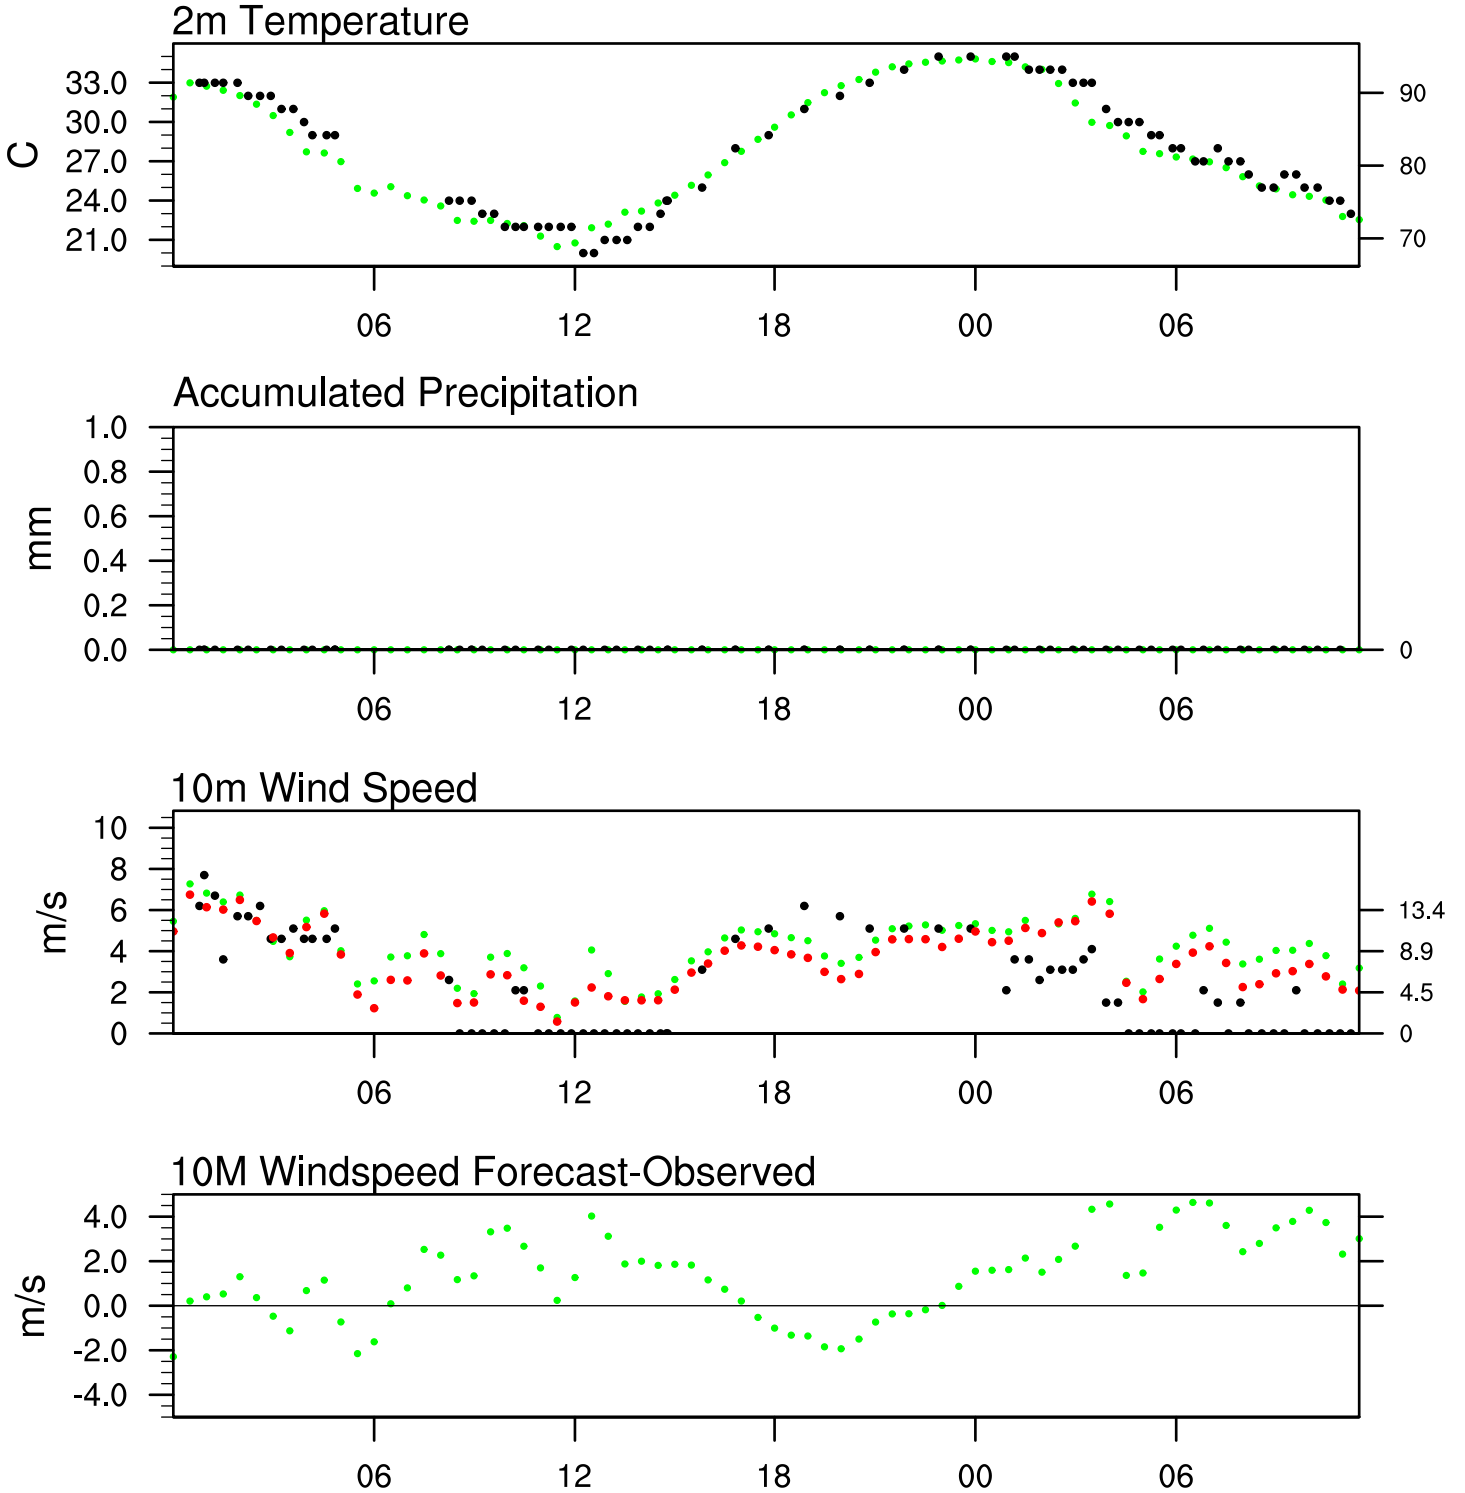 2m Temperature
33.0
30.0
27.0
24.0
21.0
C
90
80
70
06 12 18 00 06
Accumulated Precipitation
1.0
0.8
0.6
0.4
0.2
0.0
mm
0
06 12 18 00 06
10m Wind Speed
10
8
6
4
2
0
m/s
13.4
8.9
4.5
0
06 12 18 00 06
10M Windspeed Forecast-Observed
4.0
2.0
0.0
-2.0
-4.0
m/s
06 12 18 00 06